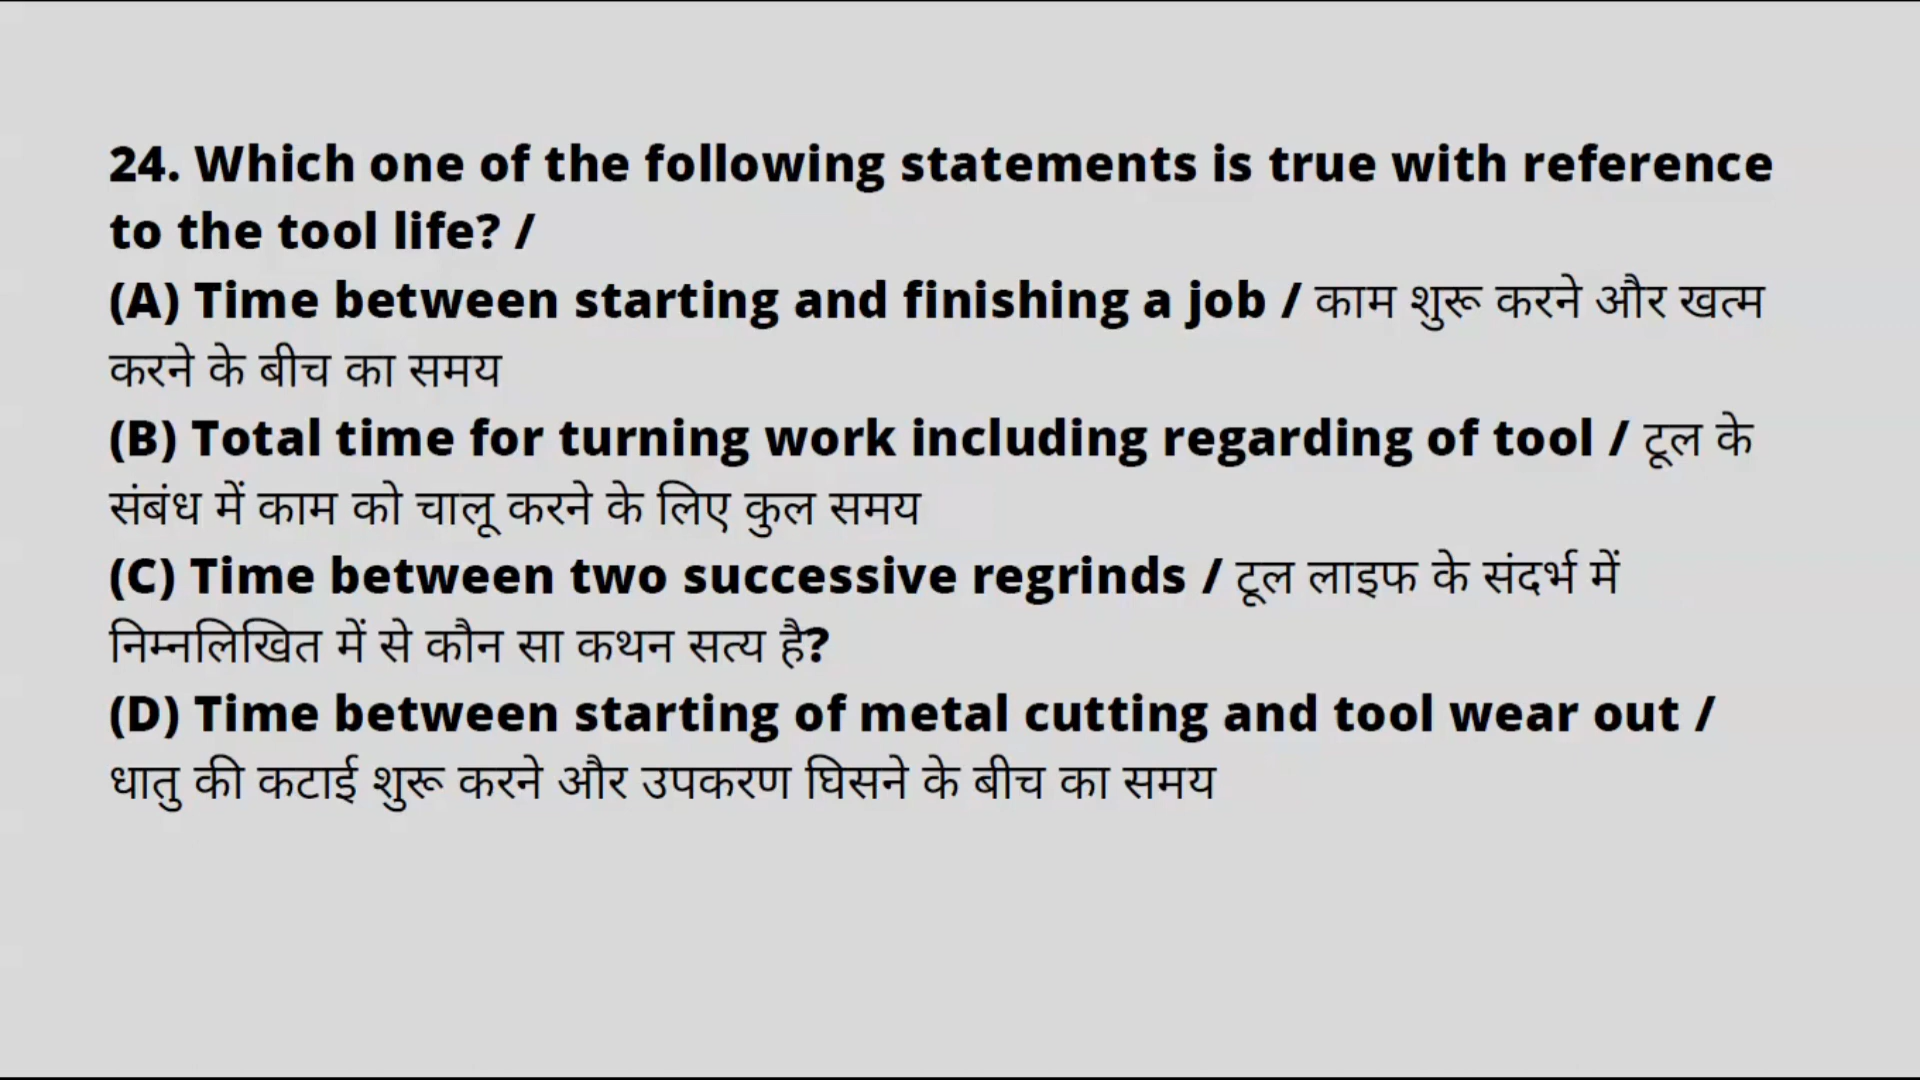 24. Which one of the following statements is true with reference
to the tool life? /
(A) Time between starting and finishing a job / काम शुरू करने और खत्म
करने के बीच का समय
(B) Total time for turning work including regarding of tool / टूल के
संबंध में काम को चालू करने के लिए कुल समय
(C) Time between two successive regrinds / टूल लाइफ के संदर्भ में
निम्नलिखित में से कौन सा कथन सत्य है?
(D) Time between starting of metal cutting and tool wear out /
धातु की कटाई शुरू करने और उपकरण घिसने के बीच का समय